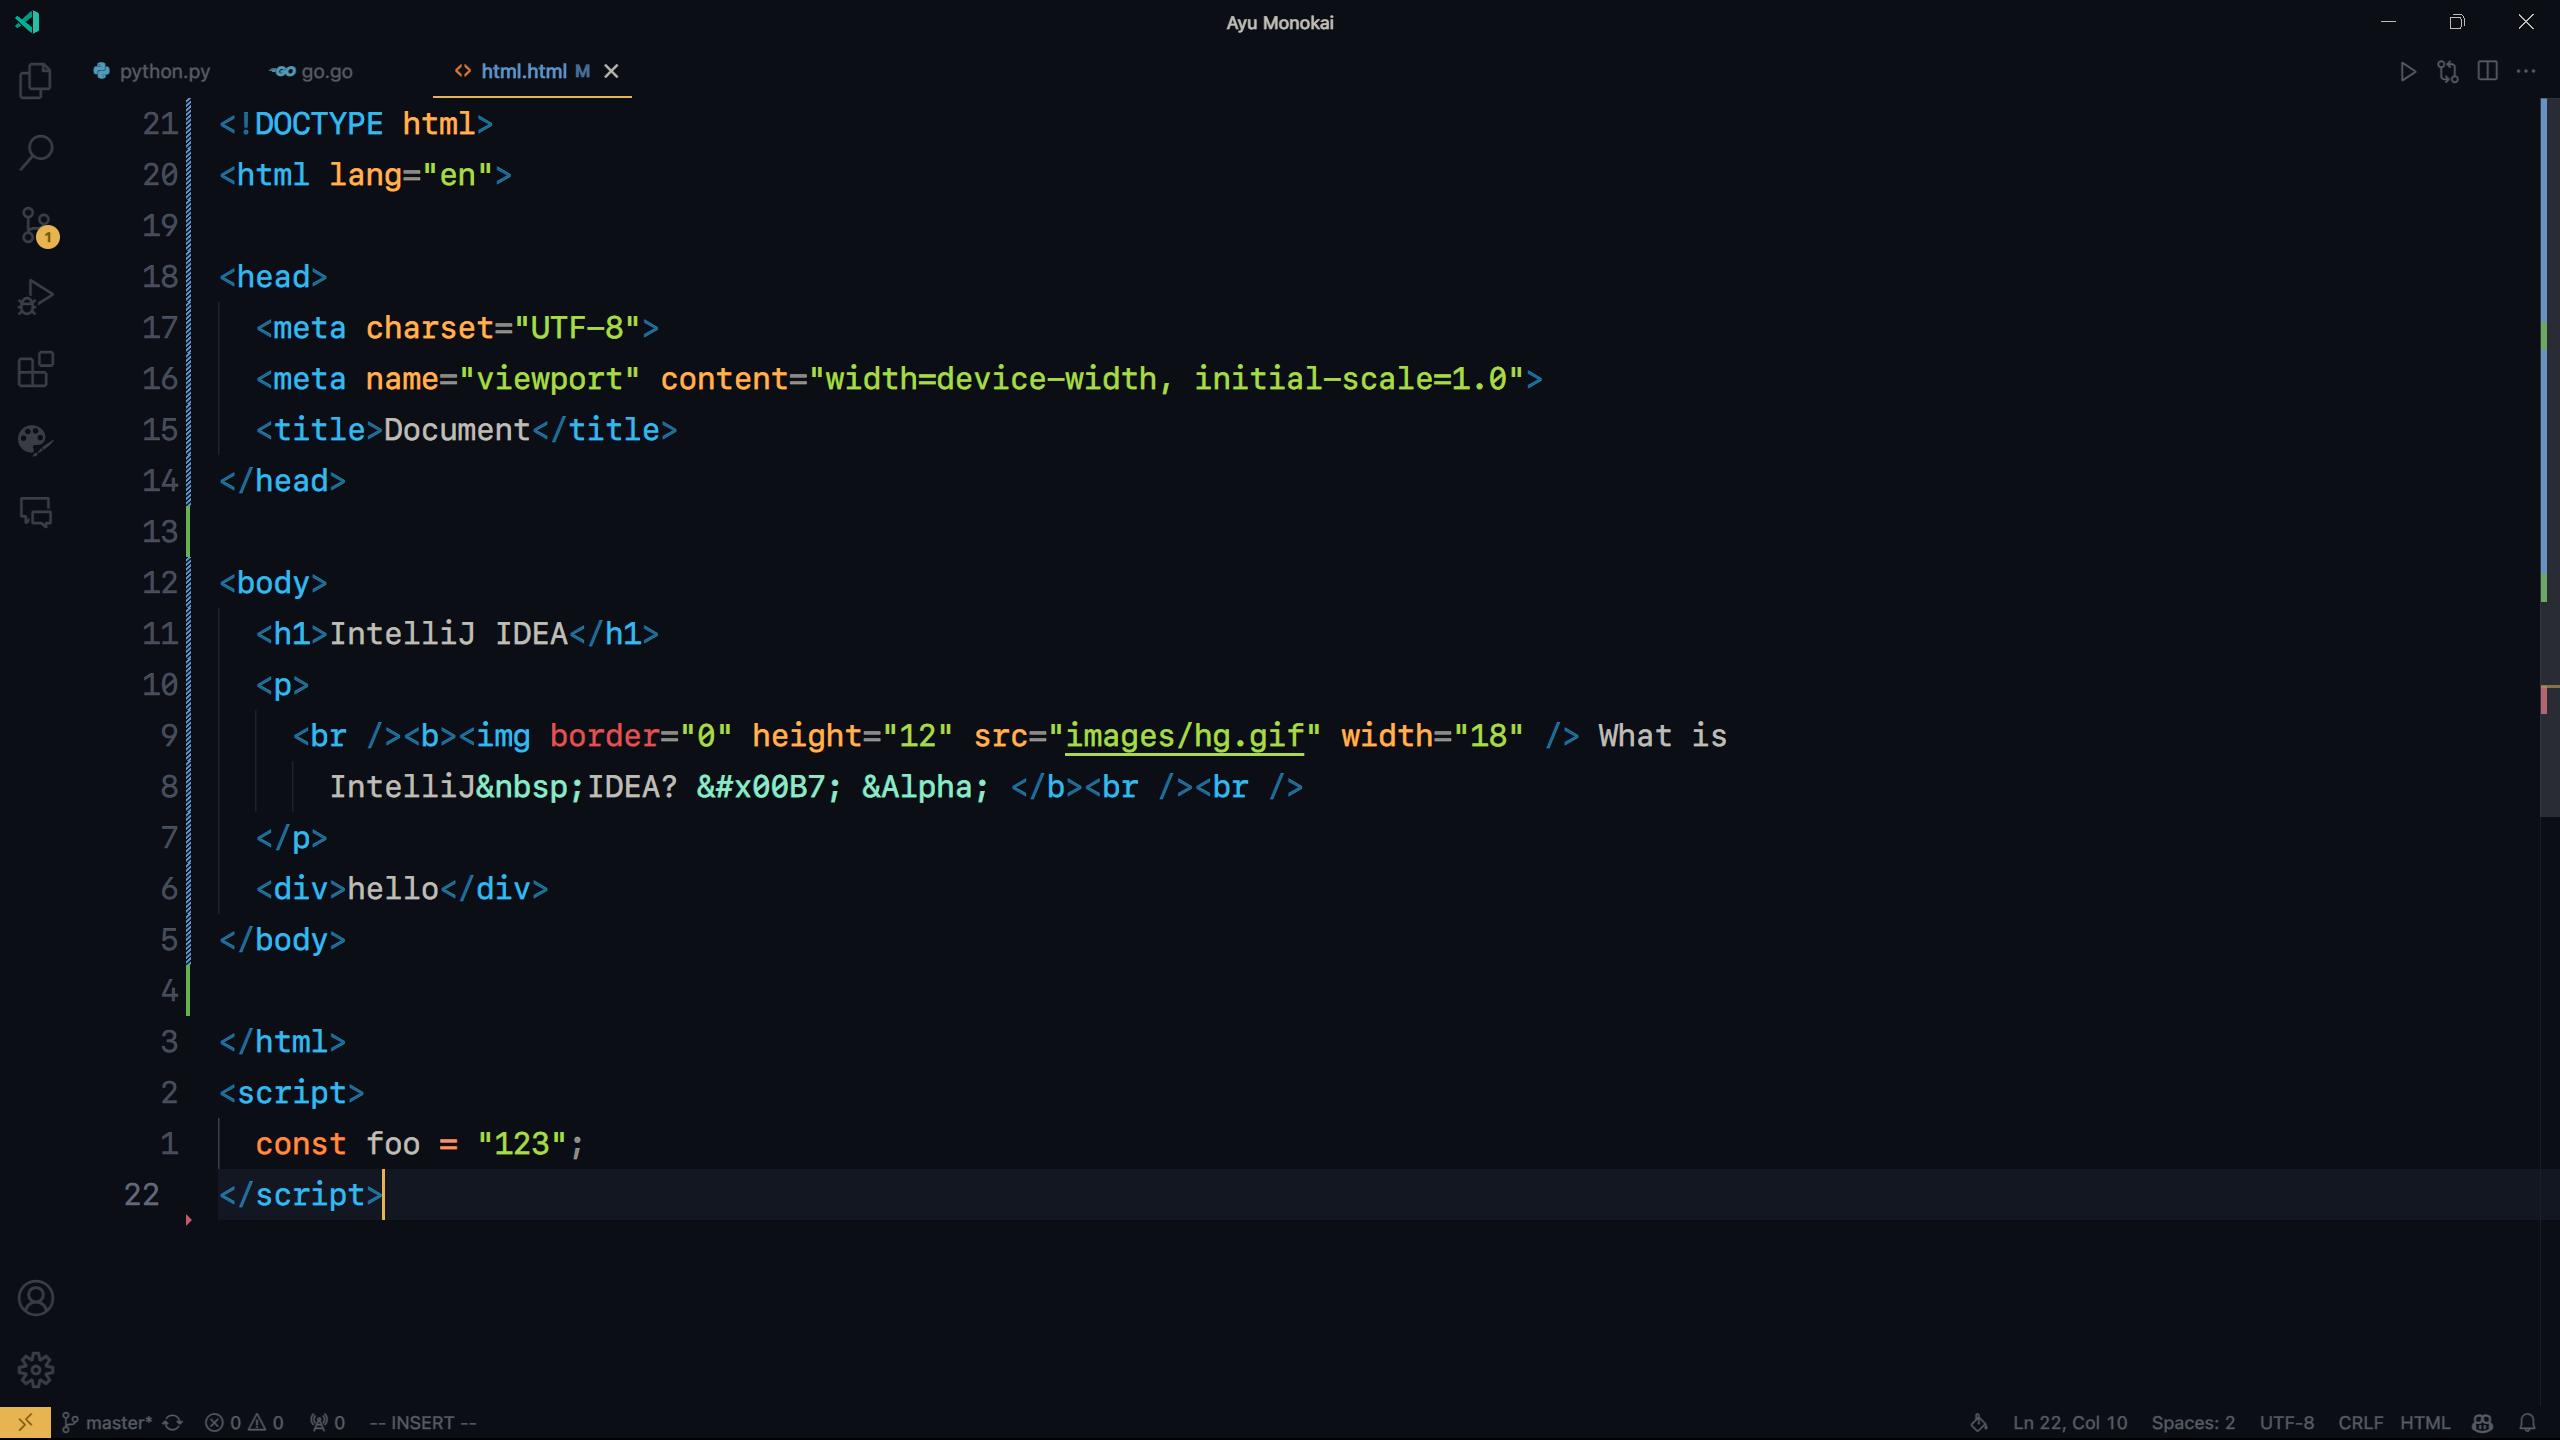 Ayu Monokai
python.py go.go html.html M
21 <!DOCTYPE html>
20 <html lang="en">
19
18 <head>
17 <meta charset="UTF-8">
16 <meta name="viewport" content="width=device-width, initial-scale=1.0">
15 <title>Document</title>
14 </head>
13
12 <body>
11 <h1>IntelliJ IDEA</h1>
10 <p>
9 <br /><b><img border="0" height="12" src="images/hg.gif" width="18" /> What is
8 IntelliJ&nbsp;IDEA? &#x00B7; &Alpha; </b><br /><br />
7 </p>
6 <div>hello</div>
5 </body>
4
3 </html>
2 <script>
1 const foo = "123";
22 </script>
1
master* 0 0 0 -- INSERT -- Ln 22, Col 10 Spaces: 2 UTF-8 CRLF HTML